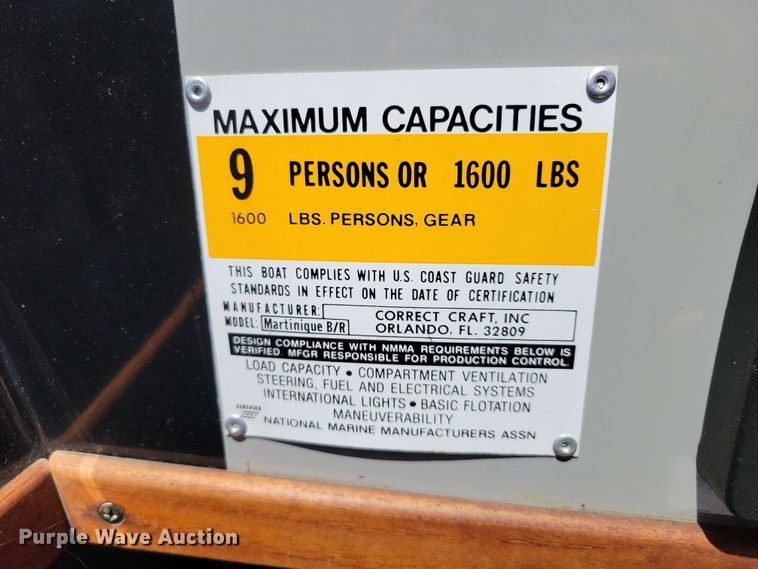 MAXIMUM CAPACITIES
9 PERSONS OR 1600 LBS
1600 LBS. PERSONS, GEAR
THIS BOAT COMPLIES WITH U.S. COAST GUARD SAFETY
STANDARDS IN EFFECT ON THE DATE OF CERTIFICATION
MANUFACTURER: CORRECT CRAFT, INC
MODEL: Martinique B/R ORLANDO, FL. 32809
DESIGN COMPLIANCE WITH NMMA REQUIREMENTS BELOW IS
VERIFIED. MFGR RESPONSIBLE FOR PRODUCTION CONTROL.
LOAD CAPACITY • COMPARTMENT VENTILATION
STEERING, FUEL AND ELECTRICAL SYSTEMS
INTERNATIONAL LIGHTS • BASIC FLOTATION
MANEUVERABILITY
CERTIFIED
NATIONAL MARINE MANUFACTURERS ASSN
Purple Wave Auction